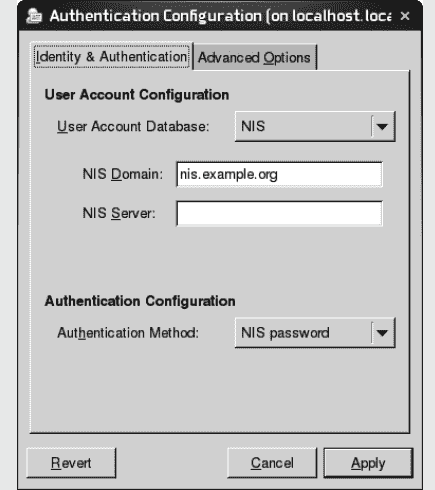 Authentication Configuration (on localhost.loca
Identity & Authentication Advanced Options
User Account Configuration
User Account Database: NIS
NIS Domain: nis.example.org
NIS Server:
Authentication Configuration
Authentication Method: NIS password
Revert Cancel Apply